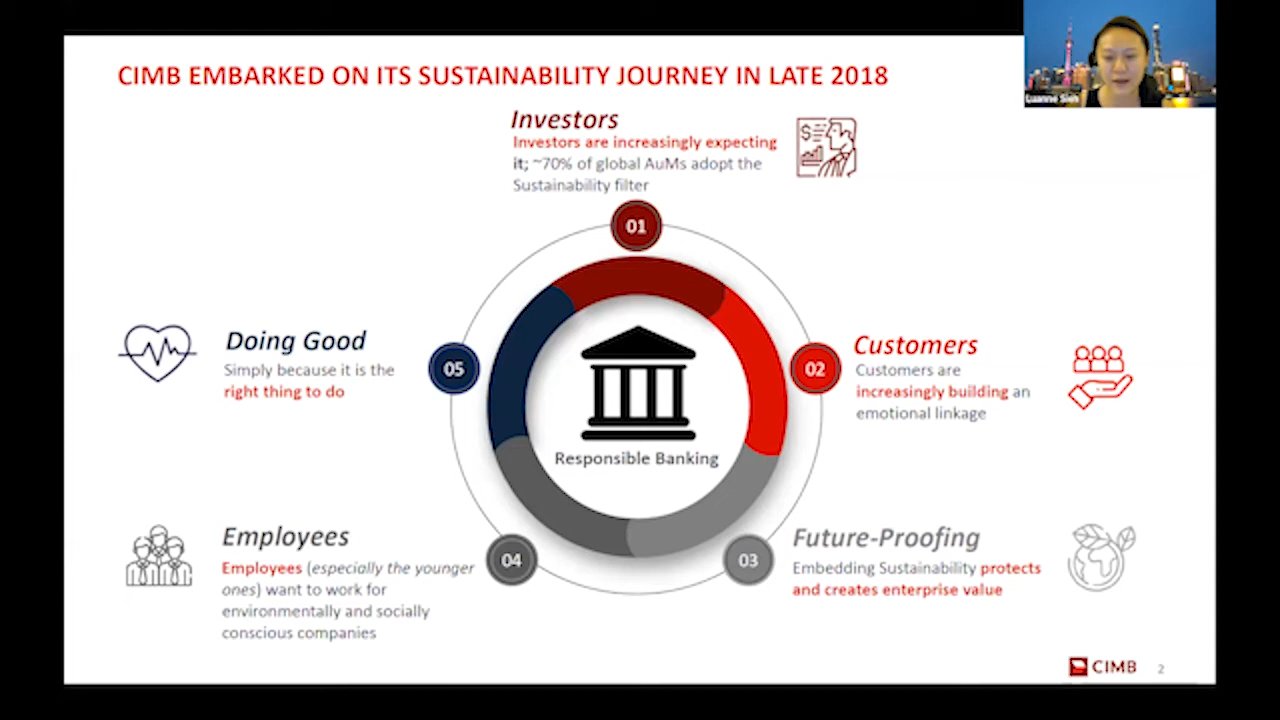 CIMB EMBARKED ON ITS SUSTAINABILITY JOURNEY IN LATE 2018
Luanne Sieh
Investors
Investors are increasingly expecting
it; ~70% of global AuMs adopt the
Sustainability filter
01
Customers
Customers are
increasingly building an
emotional linkage
02
Future-Proofing
Embedding Sustainability protects
and creates enterprise value
03
Employees
Employees (especially the younger
ones) want to work for
environmentally and socially
conscious companies
04
Doing Good
Simply because it is the
right thing to do
05
Responsible Banking
CIMB
2